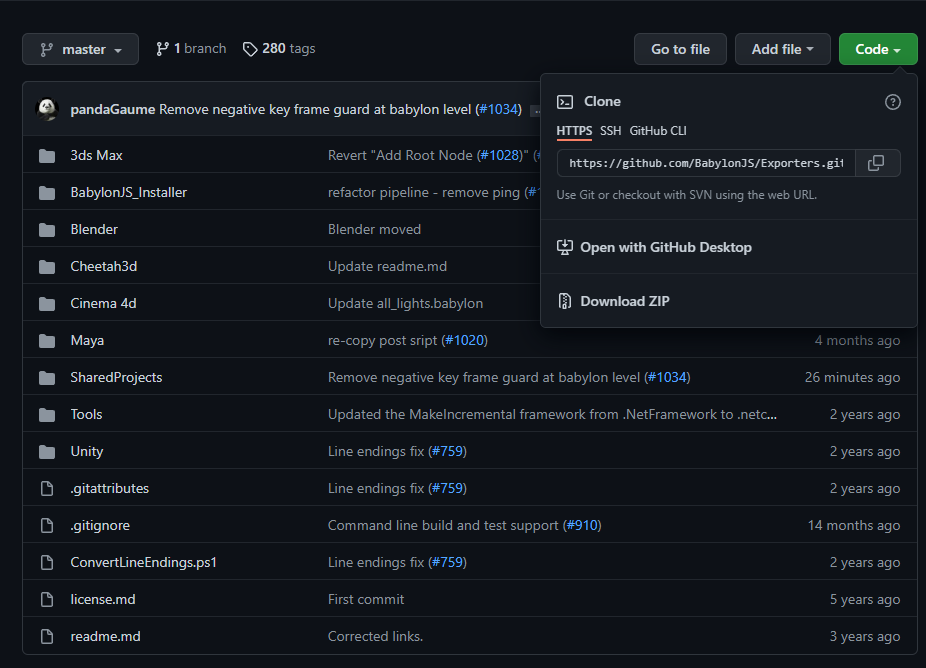 master 1 branch 280 tags Go to file Add file Code
pandaGaume Remove negative key frame guard at babylon level (#1034) ...
Clone
HTTPS SSH GitHub CLI
https://github.com/BabylonJS/Exporters.git
Use Git or checkout with SVN using the web URL.
Open with GitHub Desktop
Download ZIP
3ds Max Revert "Add Root Node (#1028)" (
BabylonJS_Installer refactor pipeline - remove ping (
Blender Blender moved
Cheetah3d Update readme.md
Cinema 4d Update all_lights.babylon
Maya re-copy post sript (#1020) 4 months ago
SharedProjects Remove negative key frame guard at babylon level (#1034) 26 minutes ago
Tools Updated the MakeIncremental framework from .NetFramework to .netc... 2 years ago
Unity Line endings fix (#759) 2 years ago
.gitattributes Line endings fix (#759) 2 years ago
.gitignore Command line build and test support (#910) 14 months ago
ConvertLineEndings.ps1 Line endings fix (#759) 2 years ago
license.md First commit 5 years ago
readme.md Corrected links. 3 years ago